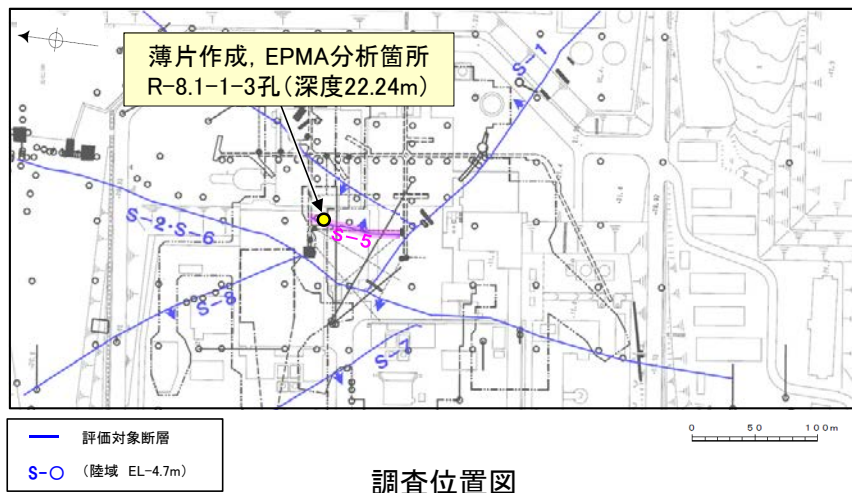 薄片作成，EPMA分析箇所
R-8.1-1-3孔（深度22.24m）
S-1
S-2・S-6
S-5
S-8
S-7
評価対象断層
S-○ （陸域 EL-4.7m）
0 50 100m
調査位置図